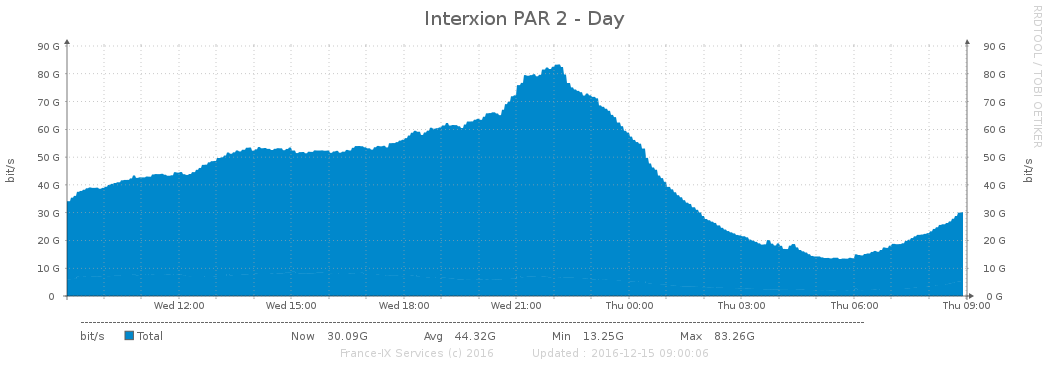 Interxion PAR 2 - Day
RRDTOOL / TOBI OETIKER
90 G 90 G
80 G 80 G
70 G 70 G
60 G 60 G
50 G 50 G
40 G 40 G
30 G 30 G
20 G 20 G
10 G 10 G
0 0 G
bit/s
bit/s
Wed 12:00 Wed 15:00 Wed 18:00 Wed 21:00 Thu 00:00 Thu 03:00 Thu 06:00 Thu 09:00
bit/s Total Now 30.09G Avg 44.32G Min 13.25G Max 83.26G
France-IX Services (c) 2016 Updated : 2016-12-15 09:00:06